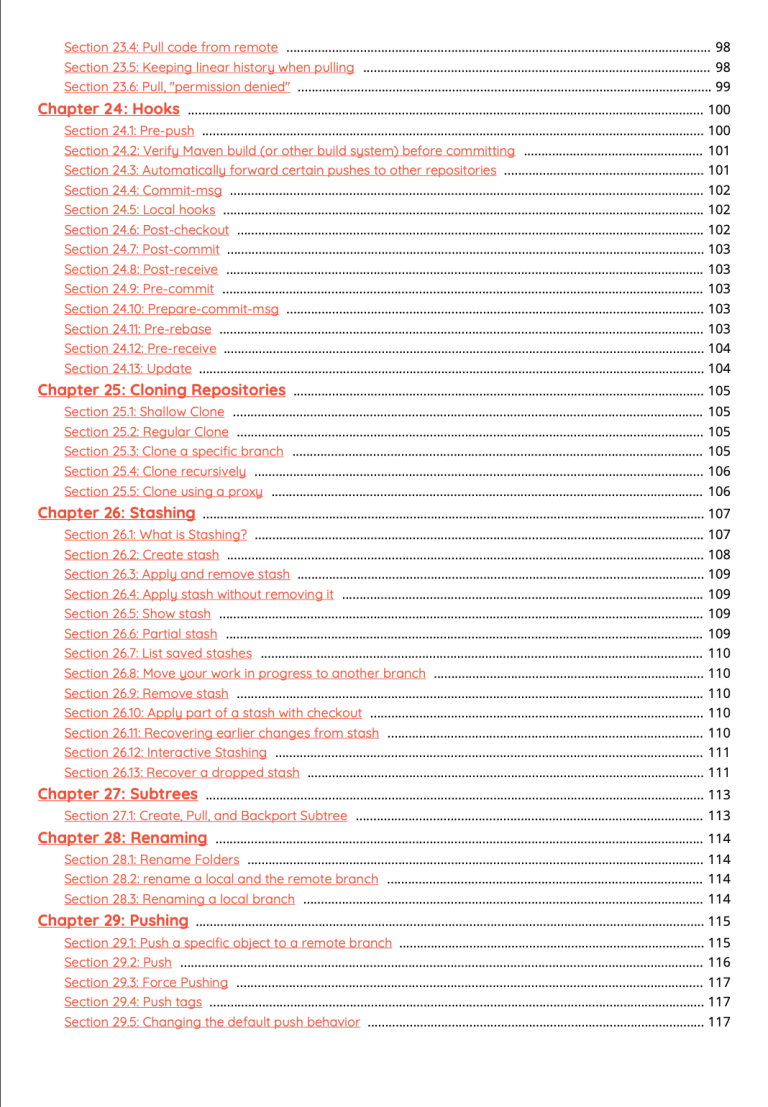 Section 23.4: Pull code from remote ................................................................ 98
Section 23.5: Keeping linear history when pulling ................................................................ 98
Section 23.6: Pull, "permission denied" ................................................................ 99
Chapter 24: Hooks ................................................................ 100
Section 24.1: Pre-push ................................................................ 100
Section 24.2: Verify Maven build (or other build system) before committing ................................................................ 101
Section 24.3: Automatically forward certain pushes to other repositories ................................................................ 101
Section 24.4: Commit-msg ................................................................ 102
Section 24.5: Local hooks ................................................................ 102
Section 24.6: Post-checkout ................................................................ 102
Section 24.7: Post-commit ................................................................ 103
Section 24.8: Post-receive ................................................................ 103
Section 24.9: Pre-commit ................................................................ 103
Section 24.10: Prepare-commit-msg ................................................................ 103
Section 24.11: Pre-rebase ................................................................ 103
Section 24.12: Pre-receive ................................................................ 104
Section 24.13: Update ................................................................ 104
Chapter 25: Cloning Repositories ................................................................ 105
Section 25.1: Shallow Clone ................................................................ 105
Section 25.2: Regular Clone ................................................................ 105
Section 25.3: Clone a specific branch ................................................................ 105
Section 25.4: Clone recursively ................................................................ 106
Section 25.5: Clone using a proxy ................................................................ 106
Chapter 26: Stashing ................................................................ 107
Section 26.1: What is Stashing? ................................................................ 107
Section 26.2: Create stash ................................................................ 108
Section 26.3: Apply and remove stash ................................................................ 109
Section 26.4: Apply stash without removing it ................................................................ 109
Section 26.5: Show stash ................................................................ 109
Section 26.6: Partial stash ................................................................ 109
Section 26.7: List saved stashes ................................................................ 110
Section 26.8: Move your work in progress to another branch ................................................................ 110
Section 26.9: Remove stash ................................................................ 110
Section 26.10: Apply part of a stash with checkout ................................................................ 110
Section 26.11: Recovering earlier changes from stash ................................................................ 110
Section 26.12: Interactive Stashing ................................................................ 111
Section 26.13: Recover a dropped stash ................................................................ 111
Chapter 27: Subtrees ................................................................ 113
Section 27.1: Create, Pull, and Backport Subtree ................................................................ 113
Chapter 28: Renaming ................................................................ 114
Section 28.1: Rename Folders ................................................................ 114
Section 28.2: rename a local and the remote branch ................................................................ 114
Section 28.3: Renaming a local branch ................................................................ 114
Chapter 29: Pushing ................................................................ 115
Section 29.1: Push a specific object to a remote branch ................................................................ 115
Section 29.2: Push ................................................................ 116
Section 29.3: Force Pushing ................................................................ 117
Section 29.4: Push tags ................................................................ 117
Section 29.5: Changing the default push behavior ................................................................ 117